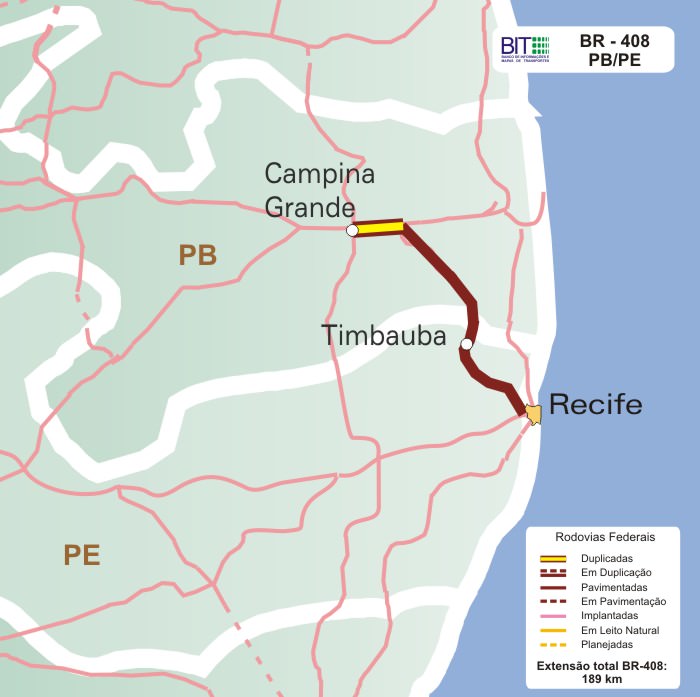 BIT
BANCO DE INFORMAÇÕES E
MAPAS DE TRANSPORTES
BR - 408
PB/PE
Campina
Grande
PB
Timbauba
Recife
PE
Rodovias Federais
Duplicadas
Em Duplicação
Pavimentadas
Em Pavimentação
Implantadas
Em Leito Natural
Planejadas
Extensão total BR-408:
189 km